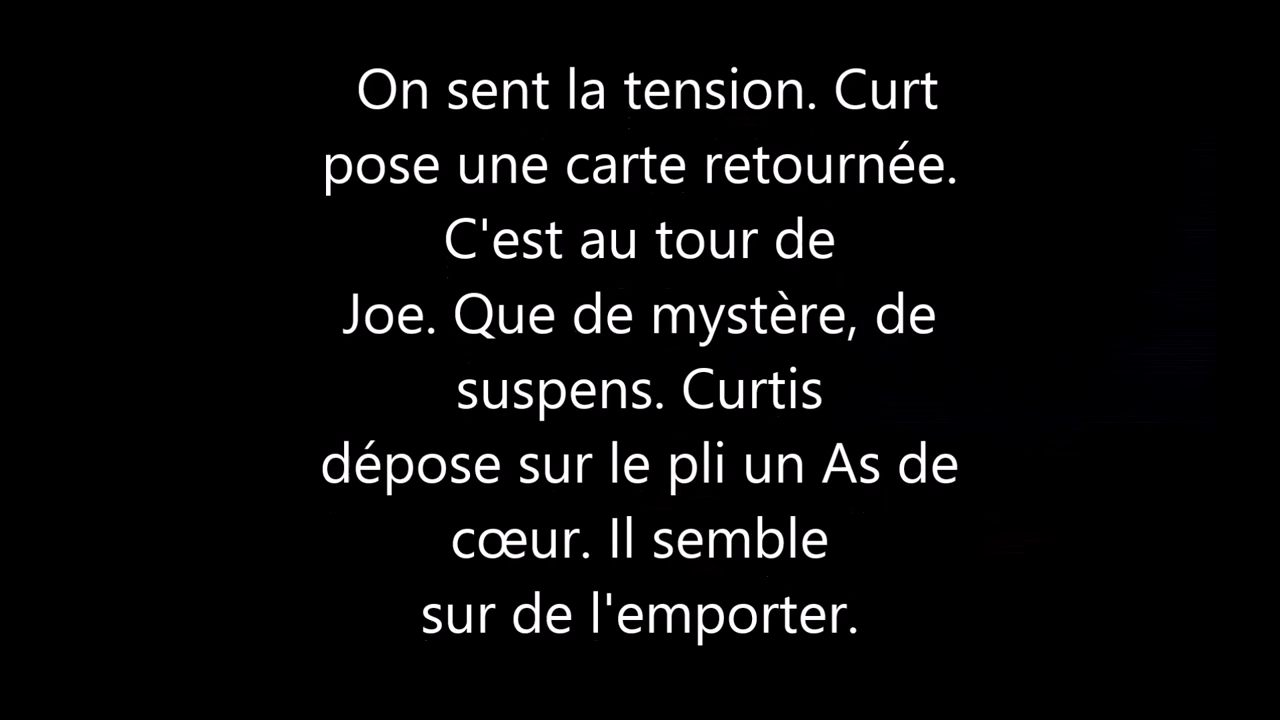 On sent la tension. Curt
pose une carte retournée.
C'est au tour de
Joe. Que de mystère, de
suspens. Curtis
dépose sur le pli un As de
cœur. Il semble
sur de l'emporter.